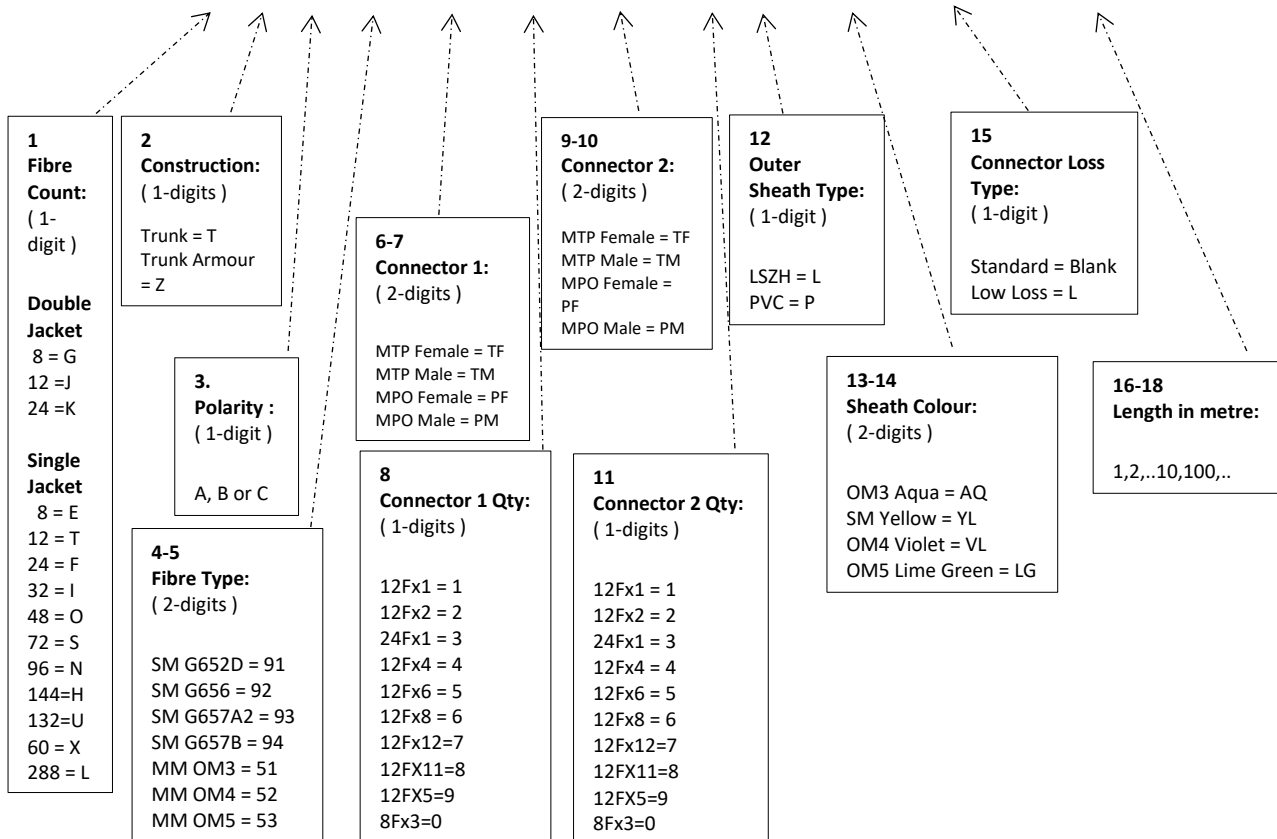 1
Fibre
Count:
( 1-
digit )
Double
Jacket
8 = G
12 =J
24 =K
Single
Jacket
8 = E
12 = T
24 = F
32 = I
48 = O
72 = S
96 = N
144=H
132=U
60 = X
288 = L
2
Construction:
( 1-digits )
Trunk = T
Trunk Armour
= Z
3.
Polarity :
( 1-digit )
A, B or C
4-5
Fibre Type:
( 2-digits )
SM G652D = 91
SM G656 = 92
SM G657A2 = 93
SM G657B = 94
MM OM3 = 51
MM OM4 = 52
MM OM5 = 53
6-7
Connector 1:
( 2-digits )
MTP Female = TF
MTP Male = TM
MPO Female = PF
MPO Male = PM
8
Connector 1 Qty:
( 1-digits )
12Fx1 = 1
12Fx2 = 2
24Fx1 = 3
12Fx4 = 4
12Fx6 = 5
12Fx8 = 6
12Fx12=7
12FX11=8
12FX5=9
8Fx3=0
9-10
Connector 2:
( 2-digits )
MTP Female = TF
MTP Male = TM
MPO Female =
PF
MPO Male = PM
11
Connector 2 Qty:
( 1-digits )
12Fx1 = 1
12Fx2 = 2
24Fx1 = 3
12Fx4 = 4
12Fx6 = 5
12Fx8 = 6
12Fx12=7
12FX11=8
12FX5=9
8Fx3=0
12
Outer
Sheath Type:
( 1-digit )
LSZH = L
PVC = P
13-14
Sheath Colour:
( 2-digits )
OM3 Aqua = AQ
SM Yellow = YL
OM4 Violet = VL
OM5 Lime Green = LG
15
Connector Loss
Type:
( 1-digit )
Standard = Blank
Low Loss = L
16-18
Length in metre:
1,2,..10,100,..